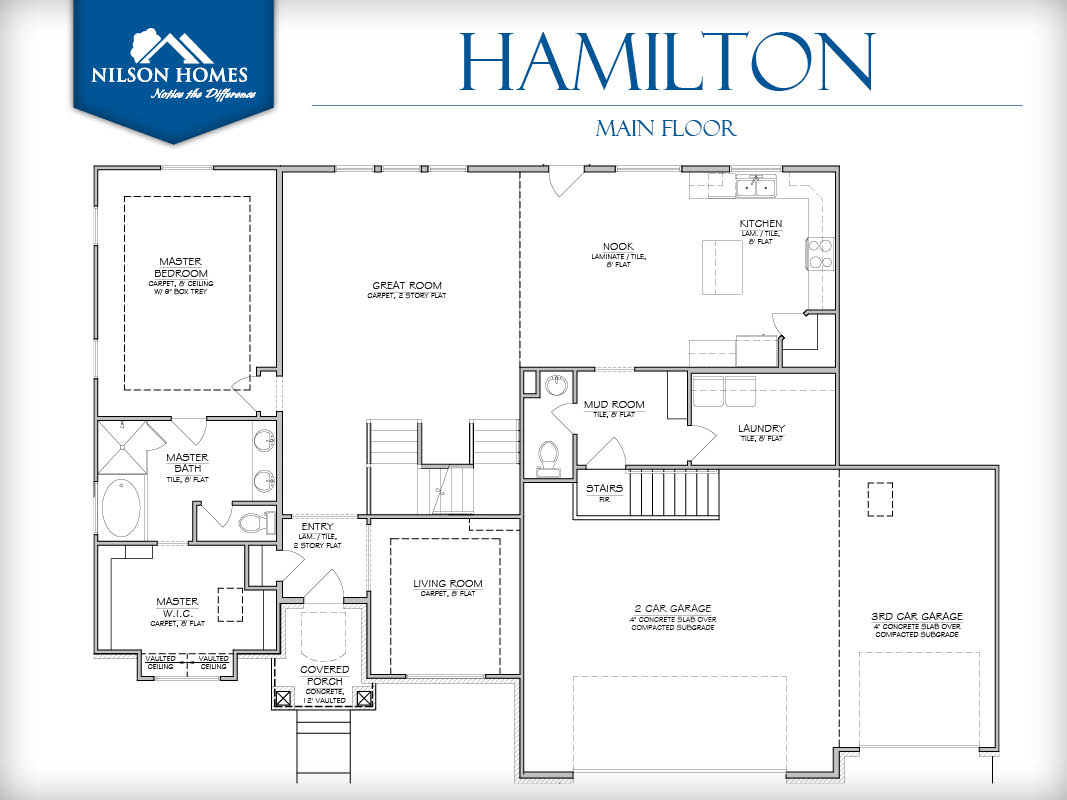 NILSON HOMES
Notice the Difference
HAMILTON
MAIN FLOOR
MASTER
BEDROOM
CARPET, 8' CEILING
W/ 8" BOX TREY
GREAT ROOM
CARPET, 2 STORY FLAT
NOOK
LAMINATE / TILE,
8' FLAT
KITCHEN
LAM. / TILE,
8' FLAT
MUD ROOM
TILE, 8' FLAT
LAUNDRY
TILE, 8' FLAT
MASTER
BATH
TILE, 8' FLAT
STAIRS
FIR
ENTRY
LAM. / TILE,
2 STORY FLAT
LIVING ROOM
CARPET, 8' FLAT
MASTER
W.I.C.
CARPET, 8' FLAT
VAULTED
CEILING
VAULTED
CEILING
COVERED
PORCH
CONCRETE,
12' VAULTED
2 CAR GARAGE
4" CONCRETE SLAB OVER
COMPACTED SUBGRADE
3RD CAR GARAGE
4" CONCRETE SLAB OVER
COMPACTED SUBGRADE